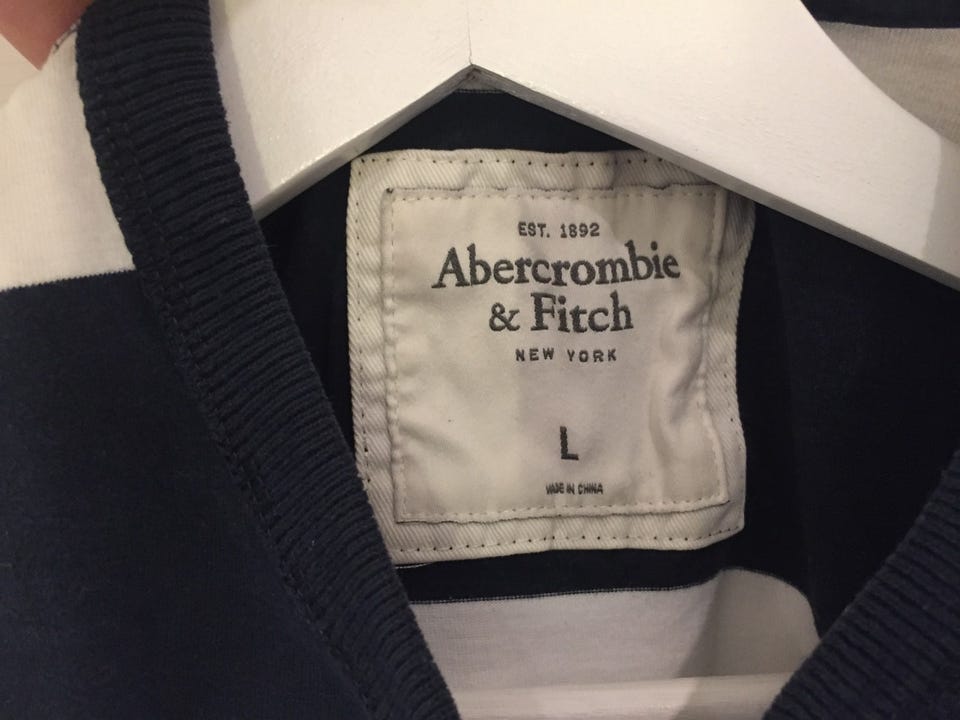 EST. 1892
Abercrombie
& Fitch
NEW YORK
L
MADE IN CHINA